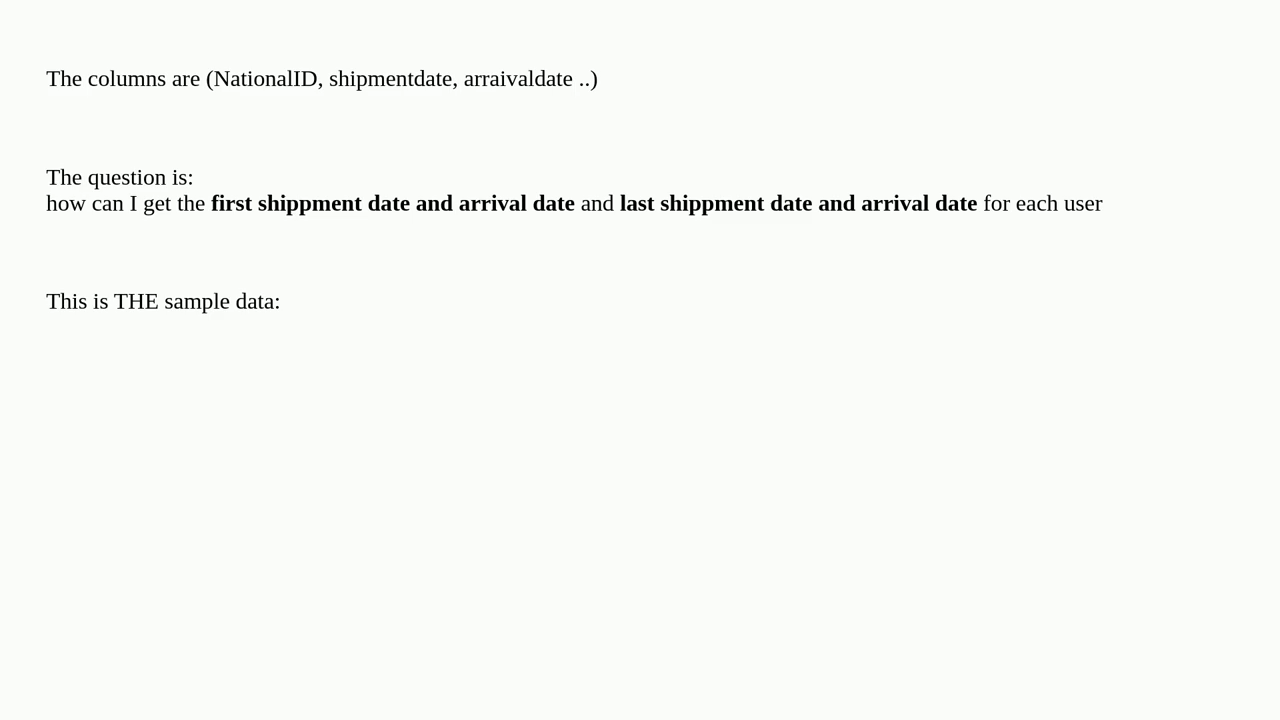 The columns are (NationalID, shipmentdate, arraivaldate ..)
The question is:
how can I get the first shippment date and arrival date and last shippment date and arrival date for each user
This is THE sample data: